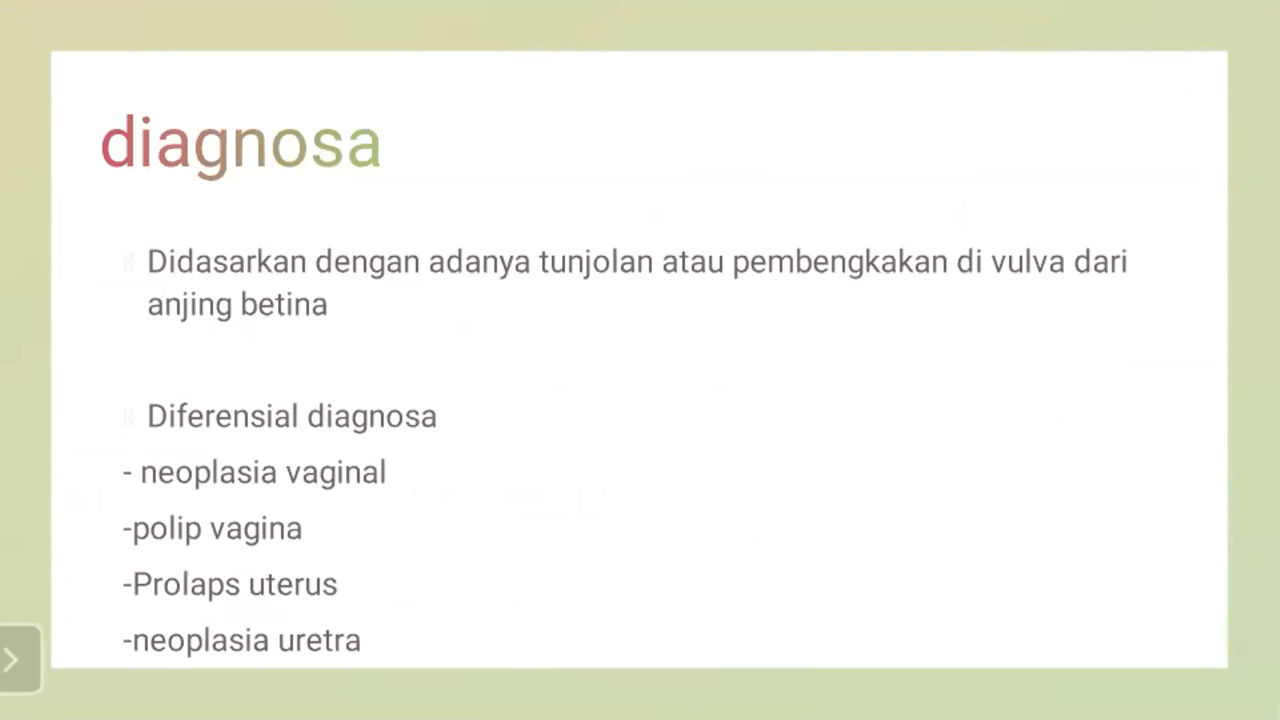 diagnosa
Didasarkan dengan adanya tunjolan atau pembengkakan di vulva dari
anjing betina
Diferensial diagnosa
- neoplasia vaginal
-polip vagina
-Prolaps uterus
-neoplasia uretra